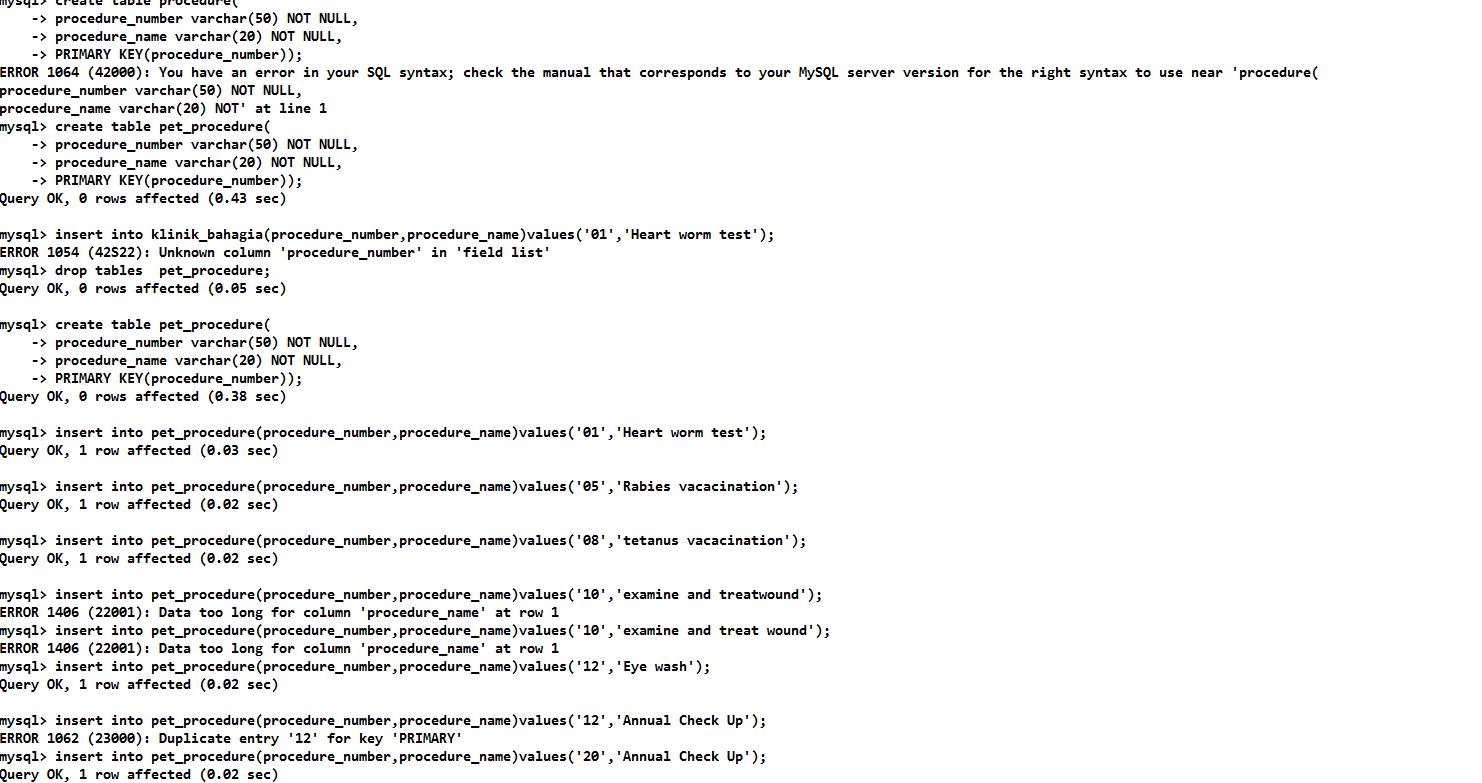 mysql> create table procedure(
    -> procedure_number varchar(50) NOT NULL,
    -> procedure_name varchar(20) NOT NULL,
    -> PRIMARY KEY(procedure_number));
ERROR 1064 (42000): You have an error in your SQL syntax; check the manual that corresponds to your MySQL server version for the right syntax to use near 'procedure(
procedure_number varchar(50) NOT NULL,
procedure_name varchar(20) NOT' at line 1
mysql> create table pet_procedure(
    -> procedure_number varchar(50) NOT NULL,
    -> procedure_name varchar(20) NOT NULL,
    -> PRIMARY KEY(procedure_number));
Query OK, 0 rows affected (0.43 sec)

mysql> insert into klinik_bahagia(procedure_number,procedure_name)values('01','Heart worm test');
ERROR 1054 (42S22): Unknown column 'procedure_number' in 'field list'
mysql> drop tables  pet_procedure;
Query OK, 0 rows affected (0.05 sec)

mysql> create table pet_procedure(
    -> procedure_number varchar(50) NOT NULL,
    -> procedure_name varchar(20) NOT NULL,
    -> PRIMARY KEY(procedure_number));
Query OK, 0 rows affected (0.38 sec)

mysql> insert into pet_procedure(procedure_number,procedure_name)values('01','Heart worm test');
Query OK, 1 row affected (0.03 sec)

mysql> insert into pet_procedure(procedure_number,procedure_name)values('05','Rabies vacacination');
Query OK, 1 row affected (0.02 sec)

mysql> insert into pet_procedure(procedure_number,procedure_name)values('08','tetanus vacacination');
Query OK, 1 row affected (0.02 sec)

mysql> insert into pet_procedure(procedure_number,procedure_name)values('10','examine and treatwound');
ERROR 1406 (22001): Data too long for column 'procedure_name' at row 1
mysql> insert into pet_procedure(procedure_number,procedure_name)values('10','examine and treat wound');
ERROR 1406 (22001): Data too long for column 'procedure_name' at row 1
mysql> insert into pet_procedure(procedure_number,procedure_name)values('12','Eye wash');
Query OK, 1 row affected (0.02 sec)

mysql> insert into pet_procedure(procedure_number,procedure_name)values('12','Annual Check Up');
ERROR 1062 (23000): Duplicate entry '12' for key 'PRIMARY'
mysql> insert into pet_procedure(procedure_number,procedure_name)values('20','Annual Check Up');
Query OK, 1 row affected (0.02 sec)